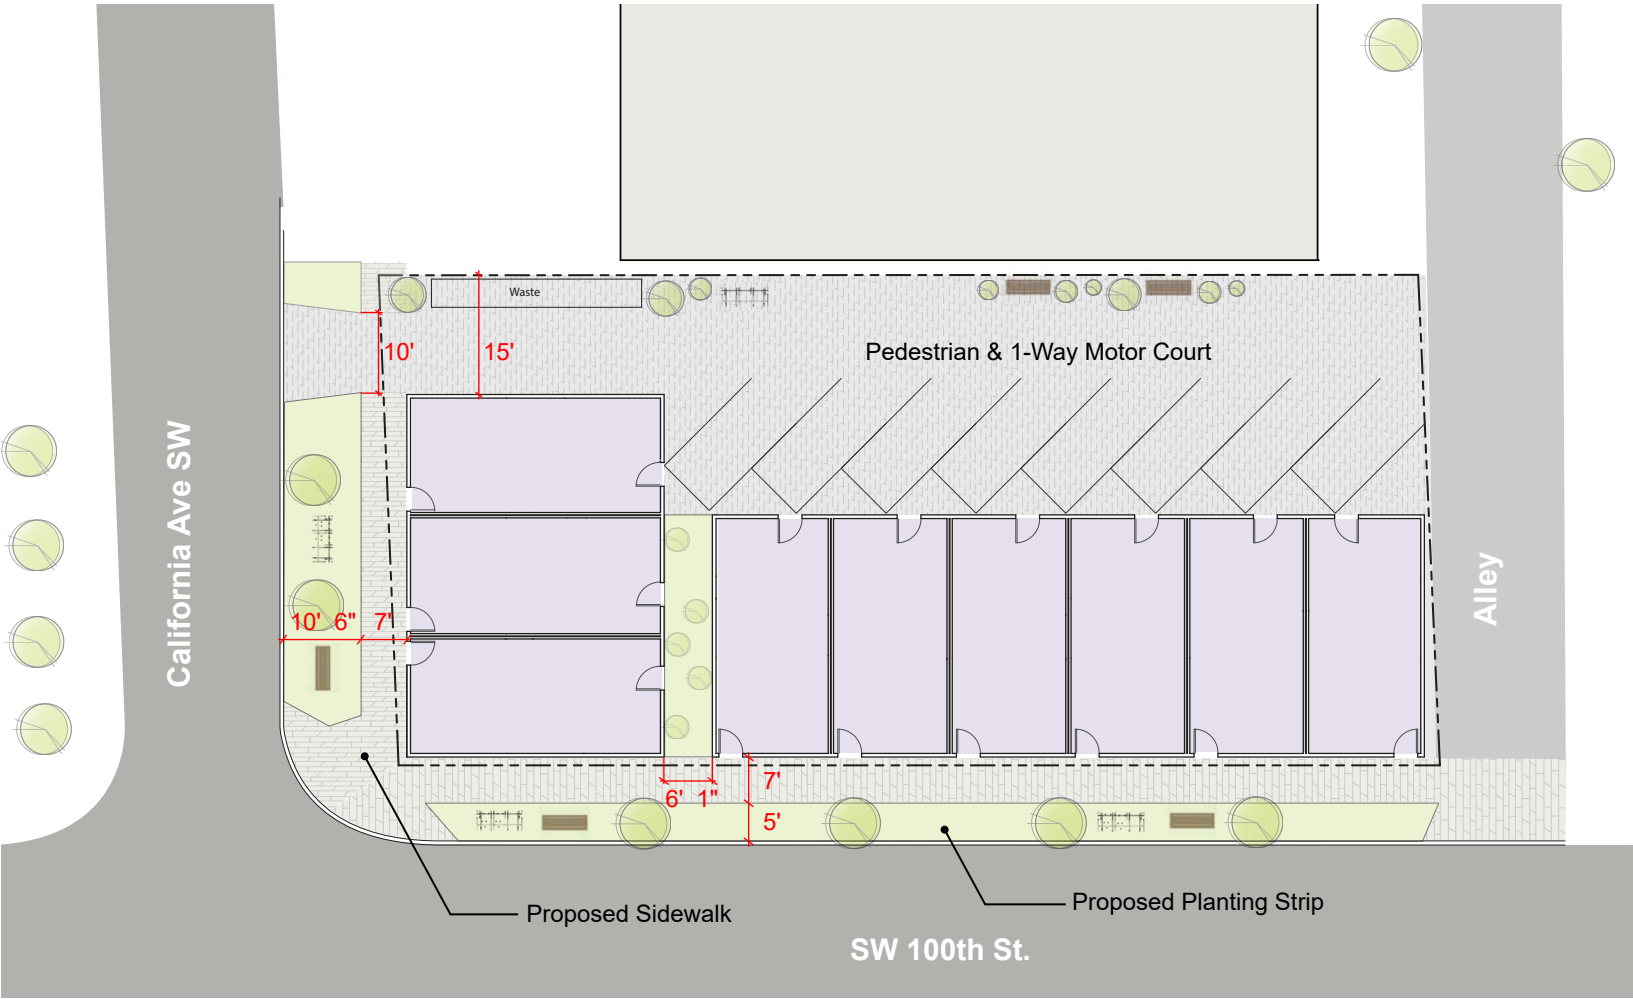 Waste
10'
15'
Pedestrian & 1-Way Motor Court
California Ave SW
Alley
10' 6"
7'
6' 1"
7'
5'
Proposed Sidewalk
Proposed Planting Strip
SW 100th St.